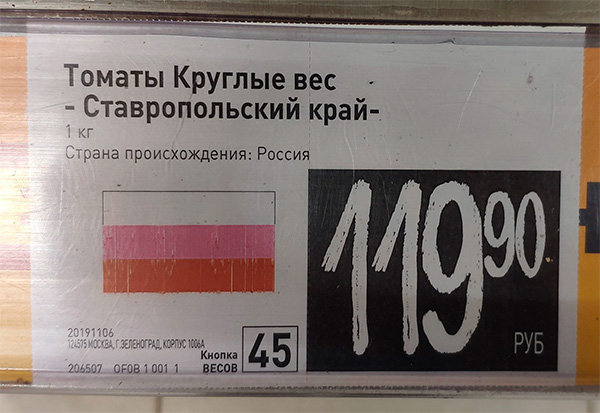 Томаты Круглые вес
- Ставропольский край-
1 кг
Страна происхождения: Россия
119 90
РУБ
20191106
124575 МОСКВА, Г.ЗЕЛЕНОГРАД, КОРПУС 1006А
Кнопка
ВЕСОВ
45
206507 OF0B 1 001 1